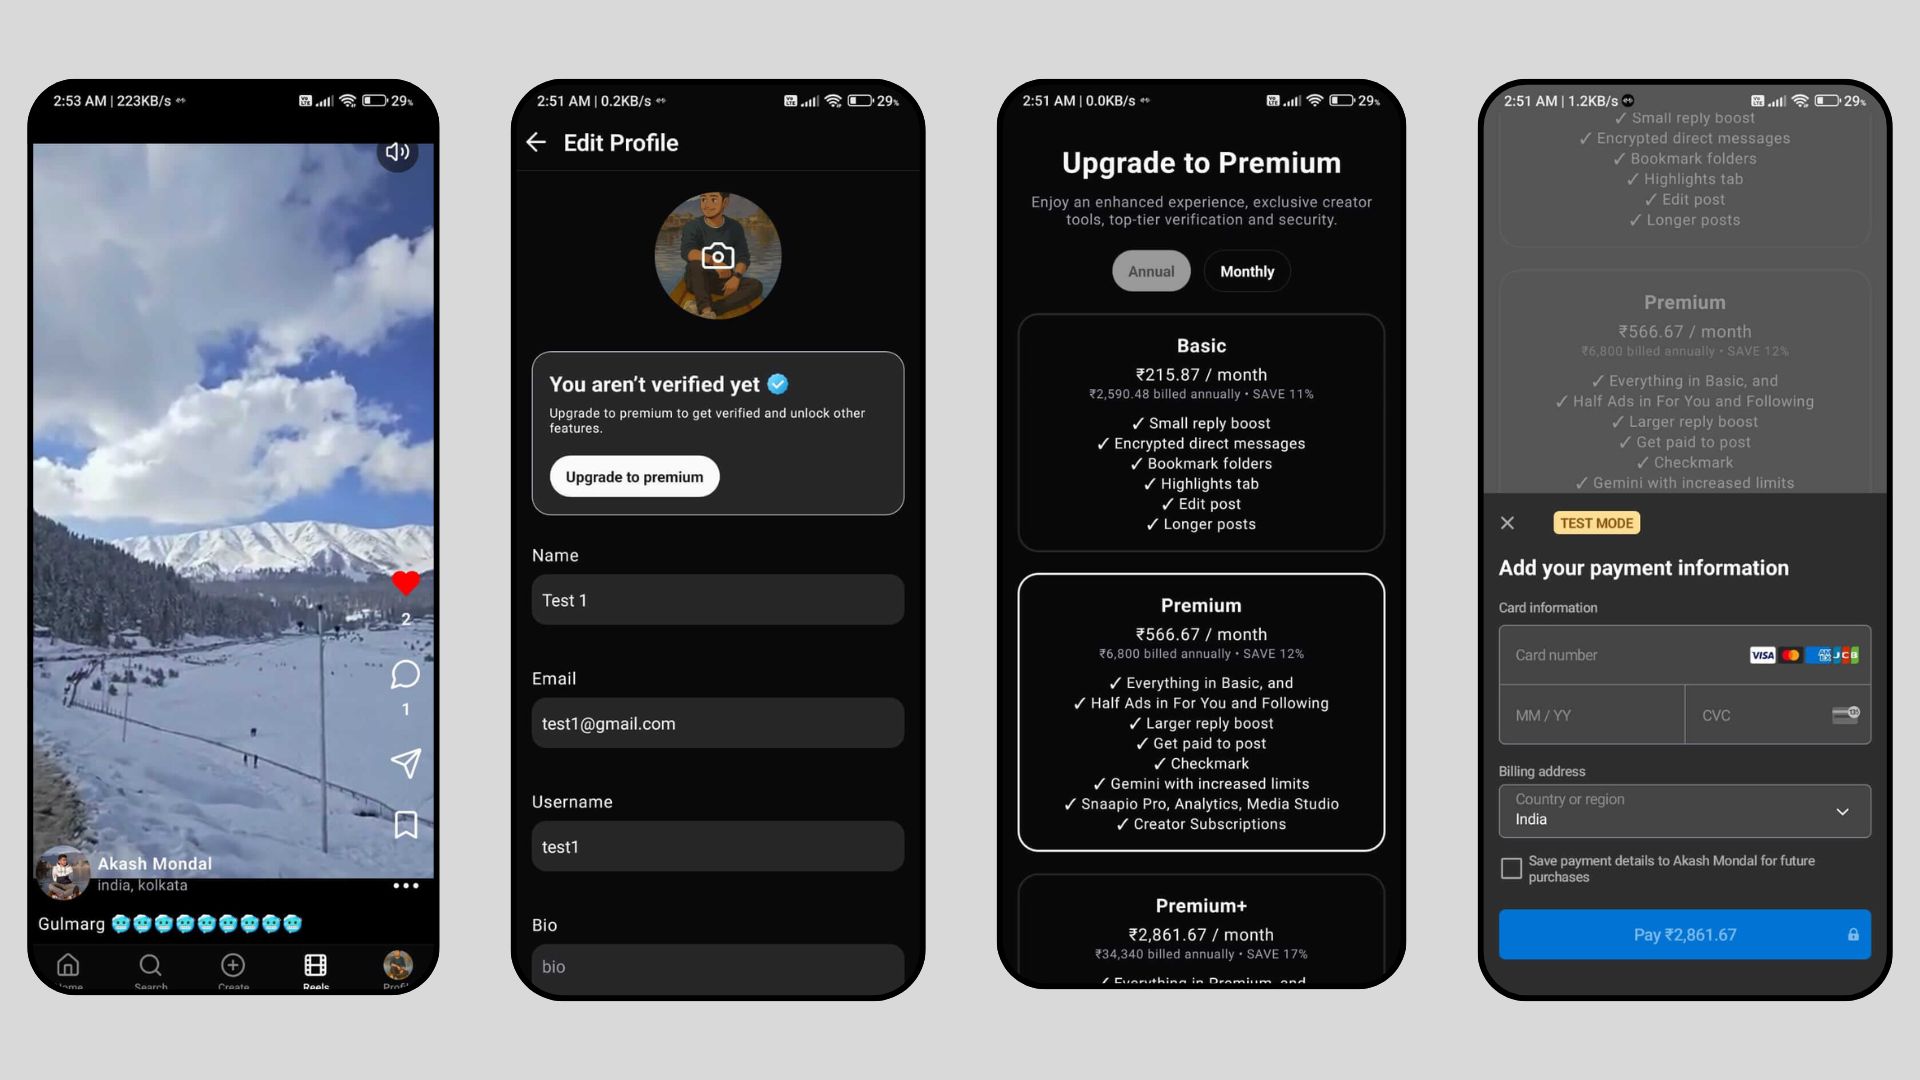 2:53 AM | 223KB/s
29%
2
1
Akash Mondal
india, kolkata
Gulmarg 🥶🥶🥶🥶🥶🥶🥶🥶🥶
Home
Search
Create
Reels
Profil
2:51 AM | 0.2KB/s
29%
Edit Profile
You aren’t verified yet
Upgrade to premium to get verified and unlock other
features.
Upgrade to premium
Name
Test 1
Email
test1@gmail.com
Username
test1
Bio
bio
2:51 AM | 0.0KB/s
29%
Upgrade to Premium
Enjoy an enhanced experience, exclusive creator
tools, top-tier verification and security.
Annual
Monthly
Basic
₹215.87 / month
₹2,590.48 billed annually • SAVE 11%
✓ Small reply boost
✓ Encrypted direct messages
✓ Bookmark folders
✓ Highlights tab
✓ Edit post
✓ Longer posts
Premium
₹566.67 / month
₹6,800 billed annually • SAVE 12%
✓ Everything in Basic, and
✓ Half Ads in For You and Following
✓ Larger reply boost
✓ Get paid to post
✓ Checkmark
✓ Gemini with increased limits
✓ Snaapio Pro, Analytics, Media Studio
✓ Creator Subscriptions
Premium+
₹2,861.67 / month
₹34,340 billed annually • SAVE 17%
✓ Everything in Premium, and
2:51 AM | 1.2KB/s
29%
✓ Small reply boost
✓ Encrypted direct messages
✓ Bookmark folders
✓ Highlights tab
✓ Edit post
✓ Longer posts
Premium
₹566.67 / month
₹6,800 billed annually • SAVE 12%
✓ Everything in Basic, and
✓ Half Ads in For You and Following
✓ Larger reply boost
✓ Get paid to post
✓ Checkmark
✓ Gemini with increased limits
TEST MODE
Add your payment information
Card information
Card number
VISA
JCB
MM / YY
CVC
135
Billing address
Country or region
India
Save payment details to Akash Mondal for future
purchases
Pay ₹2,861.67